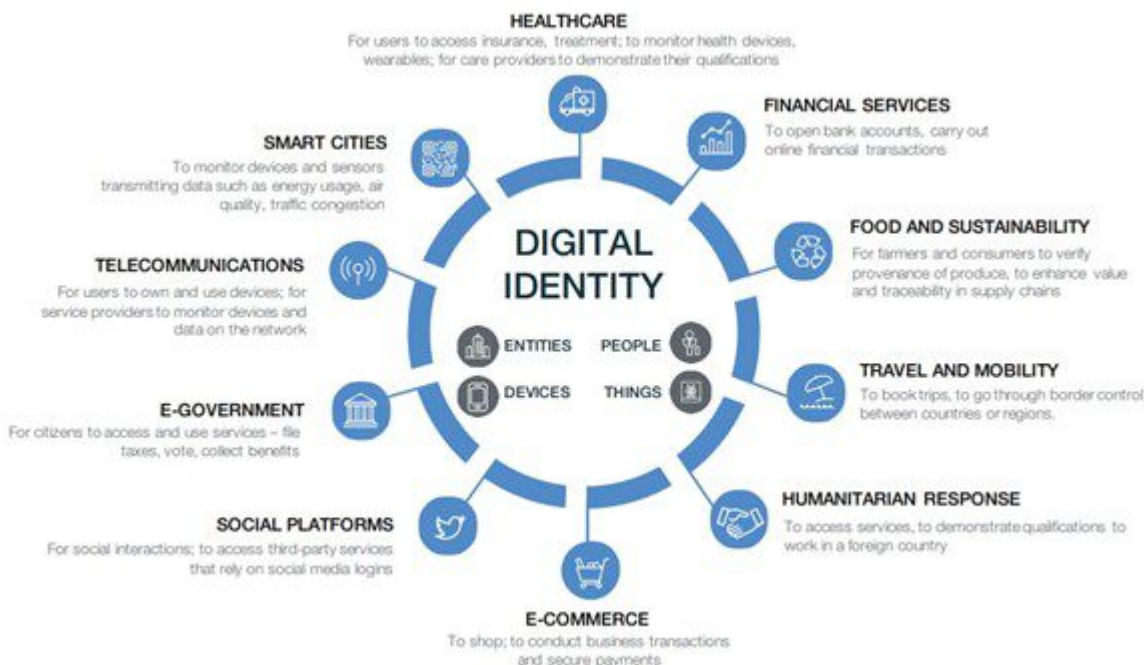 HEALTHCARE
For users to access insurance, treatment; to monitor health devices,
wearables; for care providers to demonstrate their qualifications
FINANCIAL SERVICES
To open bank accounts, carry out
online financial transactions
FOOD AND SUSTAINABILITY
For farmers and consumers to verify
provenance of produce, to enhance value
and traceability in supply chains
TRAVEL AND MOBILITY
To book trips, to go through border control
between countries or regions.
HUMANITARIAN RESPONSE
To access services, to demonstrate qualifications to
work in a foreign country
E-COMMERCE
To shop; to conduct business transactions
and secure payments
SOCIAL PLATFORMS
For social interactions; to access third-party services
that rely on social media logins
E-GOVERNMENT
For citizens to access and use services – file
taxes, vote, collect benefits
TELECOMMUNICATIONS
For users to own and use devices; for
service providers to monitor devices and
data on the network
SMART CITIES
To monitor devices and sensors
transmitting data such as energy usage, air
quality, traffic congestion
DIGITAL
IDENTITY
ENTITIES PEOPLE
DEVICES THINGS